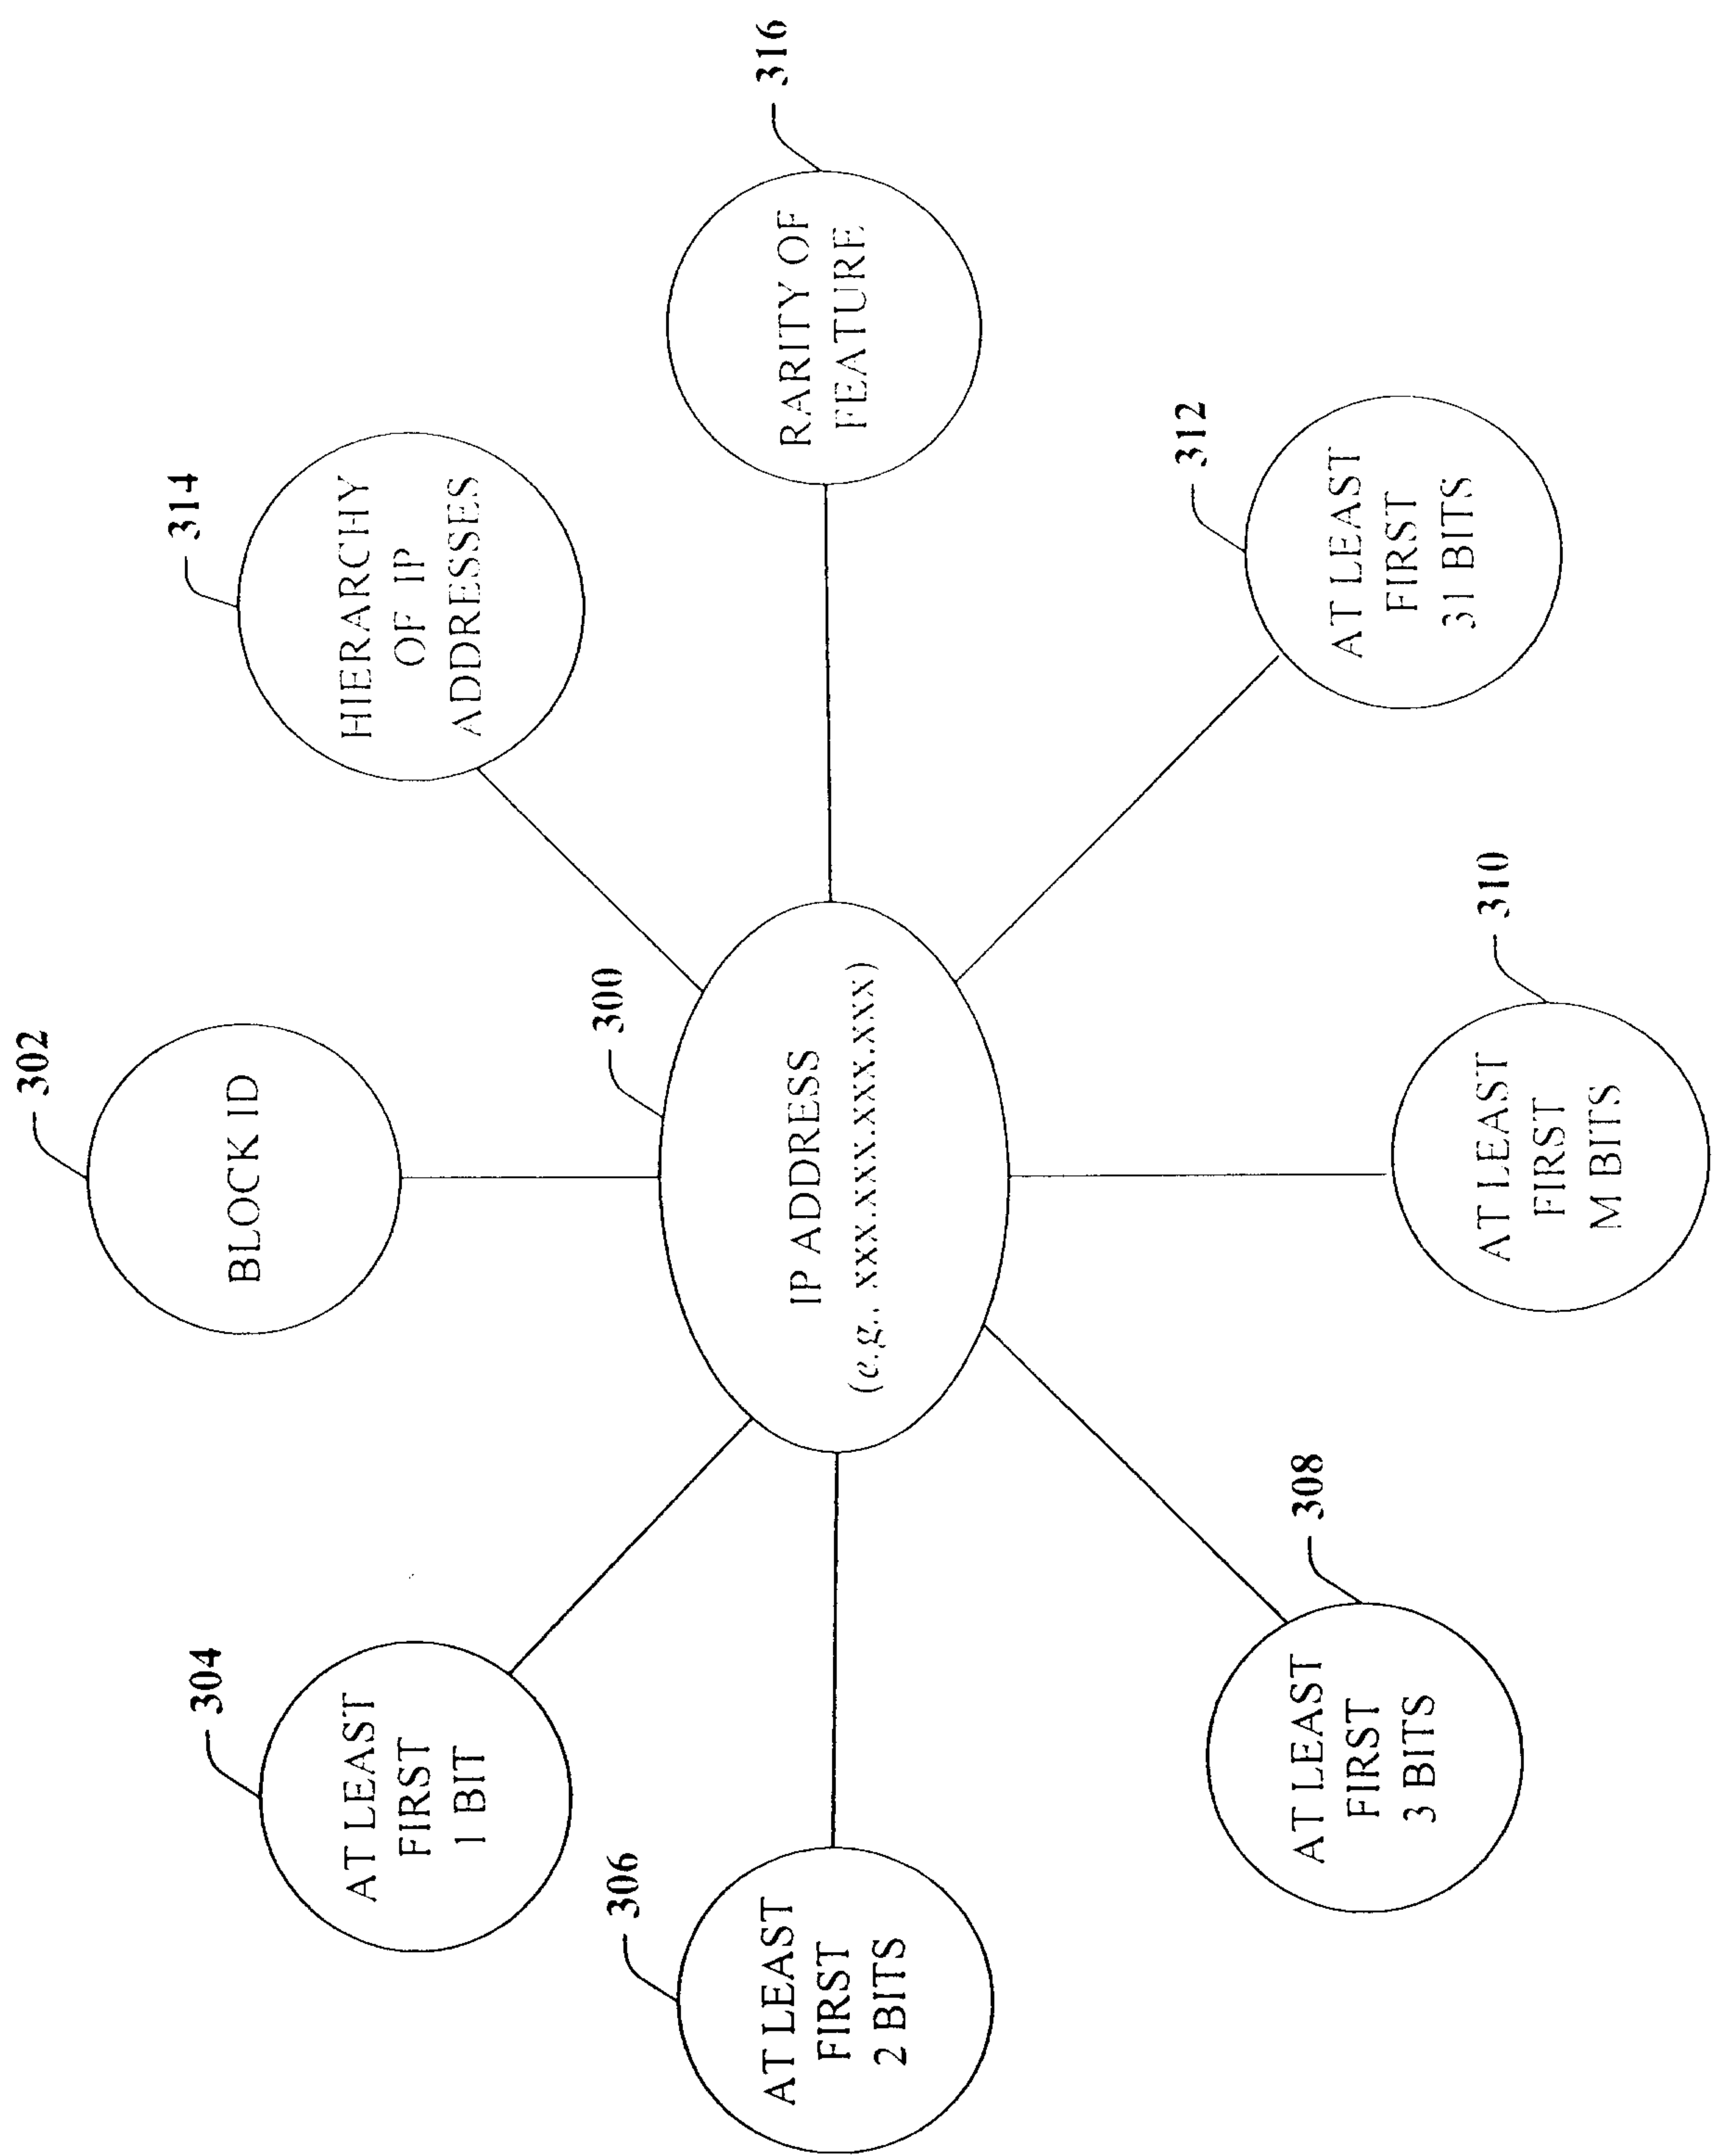 302
BLOCK ID
304
AT LEAST
FIRST
1 BIT
314
HIERARCHY
OF IP
ADDRESSES
300
IP ADDRESS
(e.g., xxx.xxx.xxx.xxx.xxx)
306
AT LEAST
FIRST
2 BITS
316
RARITY OF
FEATURE
308
AT LEAST
FIRST
3 BITS
310
AT LEAST
FIRST
M BITS
312
AT LEAST
FIRST
31 BITS